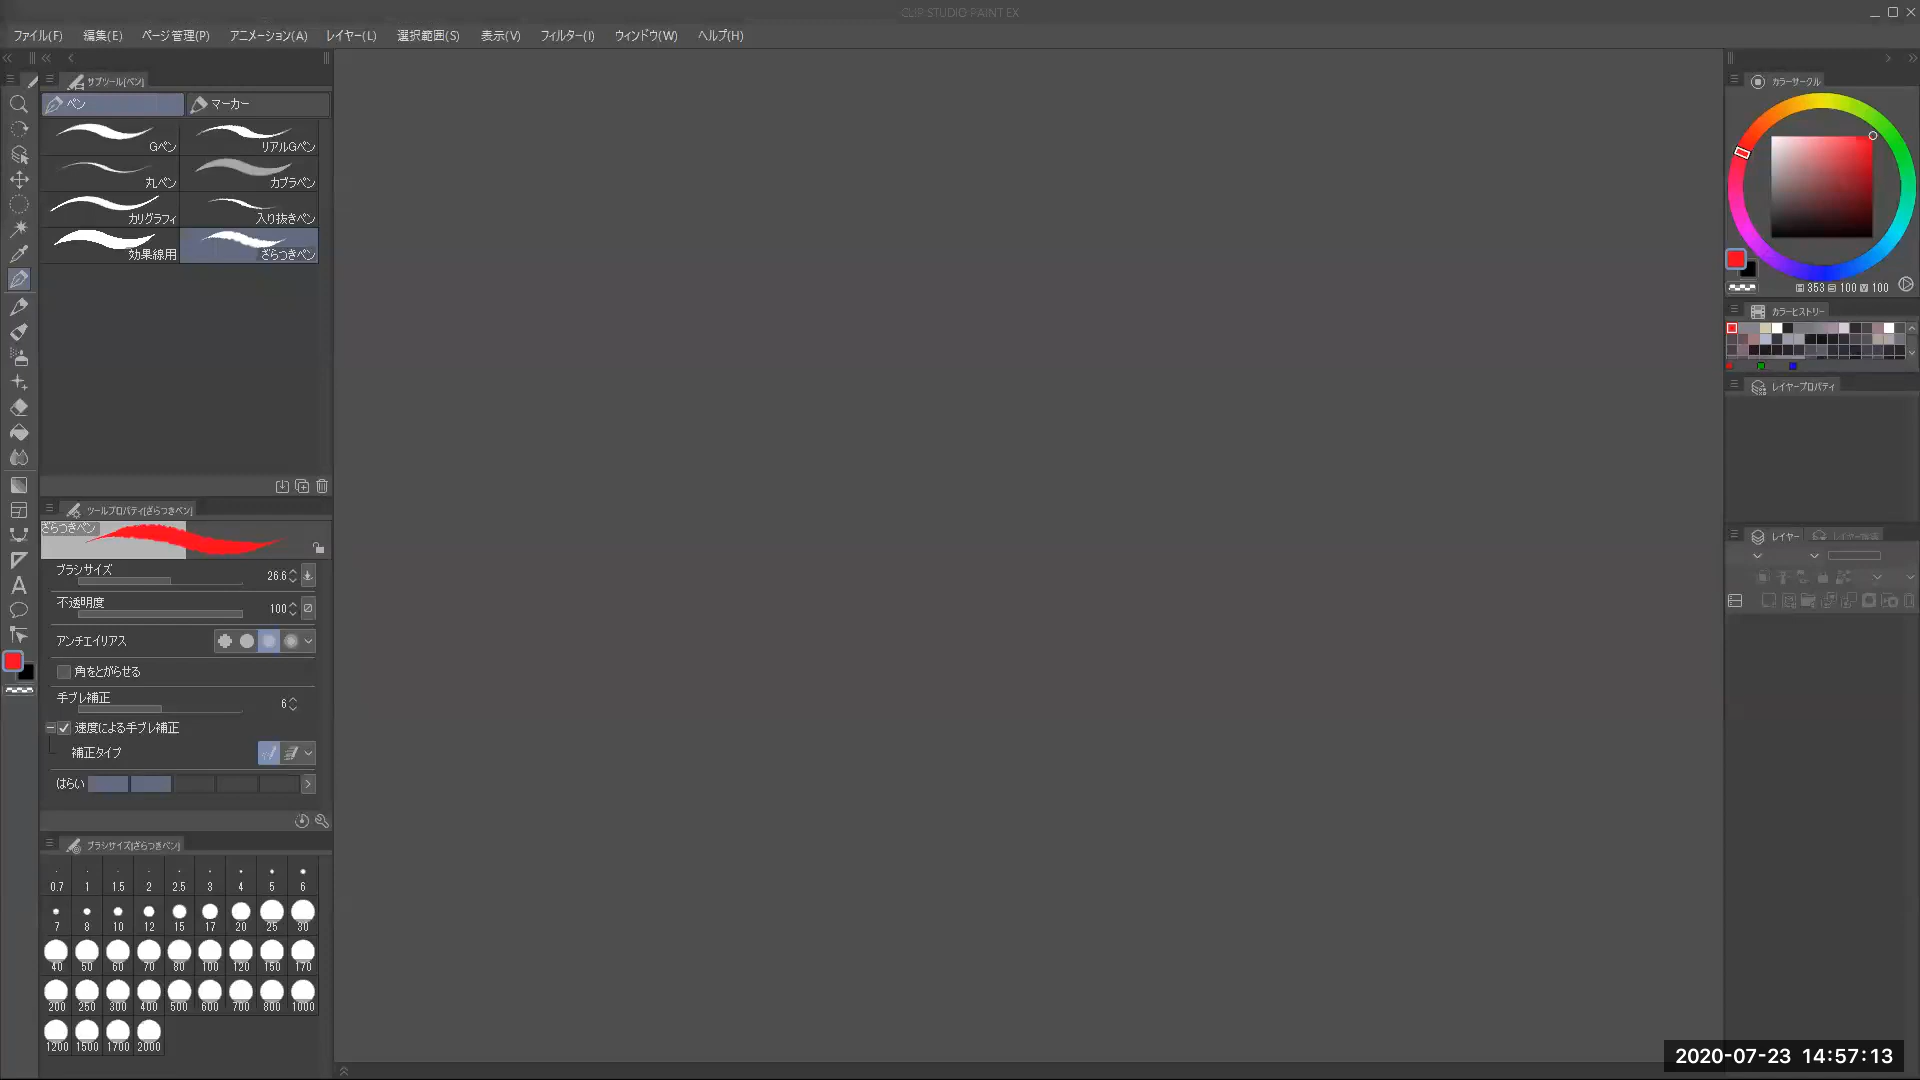 CLIP STUDIO PAINT EX
ファイル(F) 編集(E) ページ管理(P) アニメーション(A) レイヤー(L) 選択範囲(S) 表示(V) フィルター(I) ウィンドウ(W) ヘルプ(H)
サブツール[ペン]
ペン マーカー
Gペン リアルGペン
丸ペン カブラペン
カリグラフィ 入り抜きペン
効果線用 ざらつきペン
ツールプロパティ[ざらつきペン]
ざらつきペン
ブラシサイズ 26.6
不透明度 100
アンチエイリアス
角をとがらせる
手ブレ補正 6
速度による手ブレ補正
補正タイプ
はらい
ブラシサイズ[ざらつきペン]
0.7 1 1.5 2 2.5 3 4 5 6
7 8 10 12 15 17 20 25 30
40 50 60 70 80 100 120 150 170
200 250 300 400 500 600 700 800 1000
1200 1500 1700 2000
カラーサークル
H 353 S 100 V 100
カラーヒストリー
レイヤープロパティ
レイヤー
2020-07-23 14:57:13